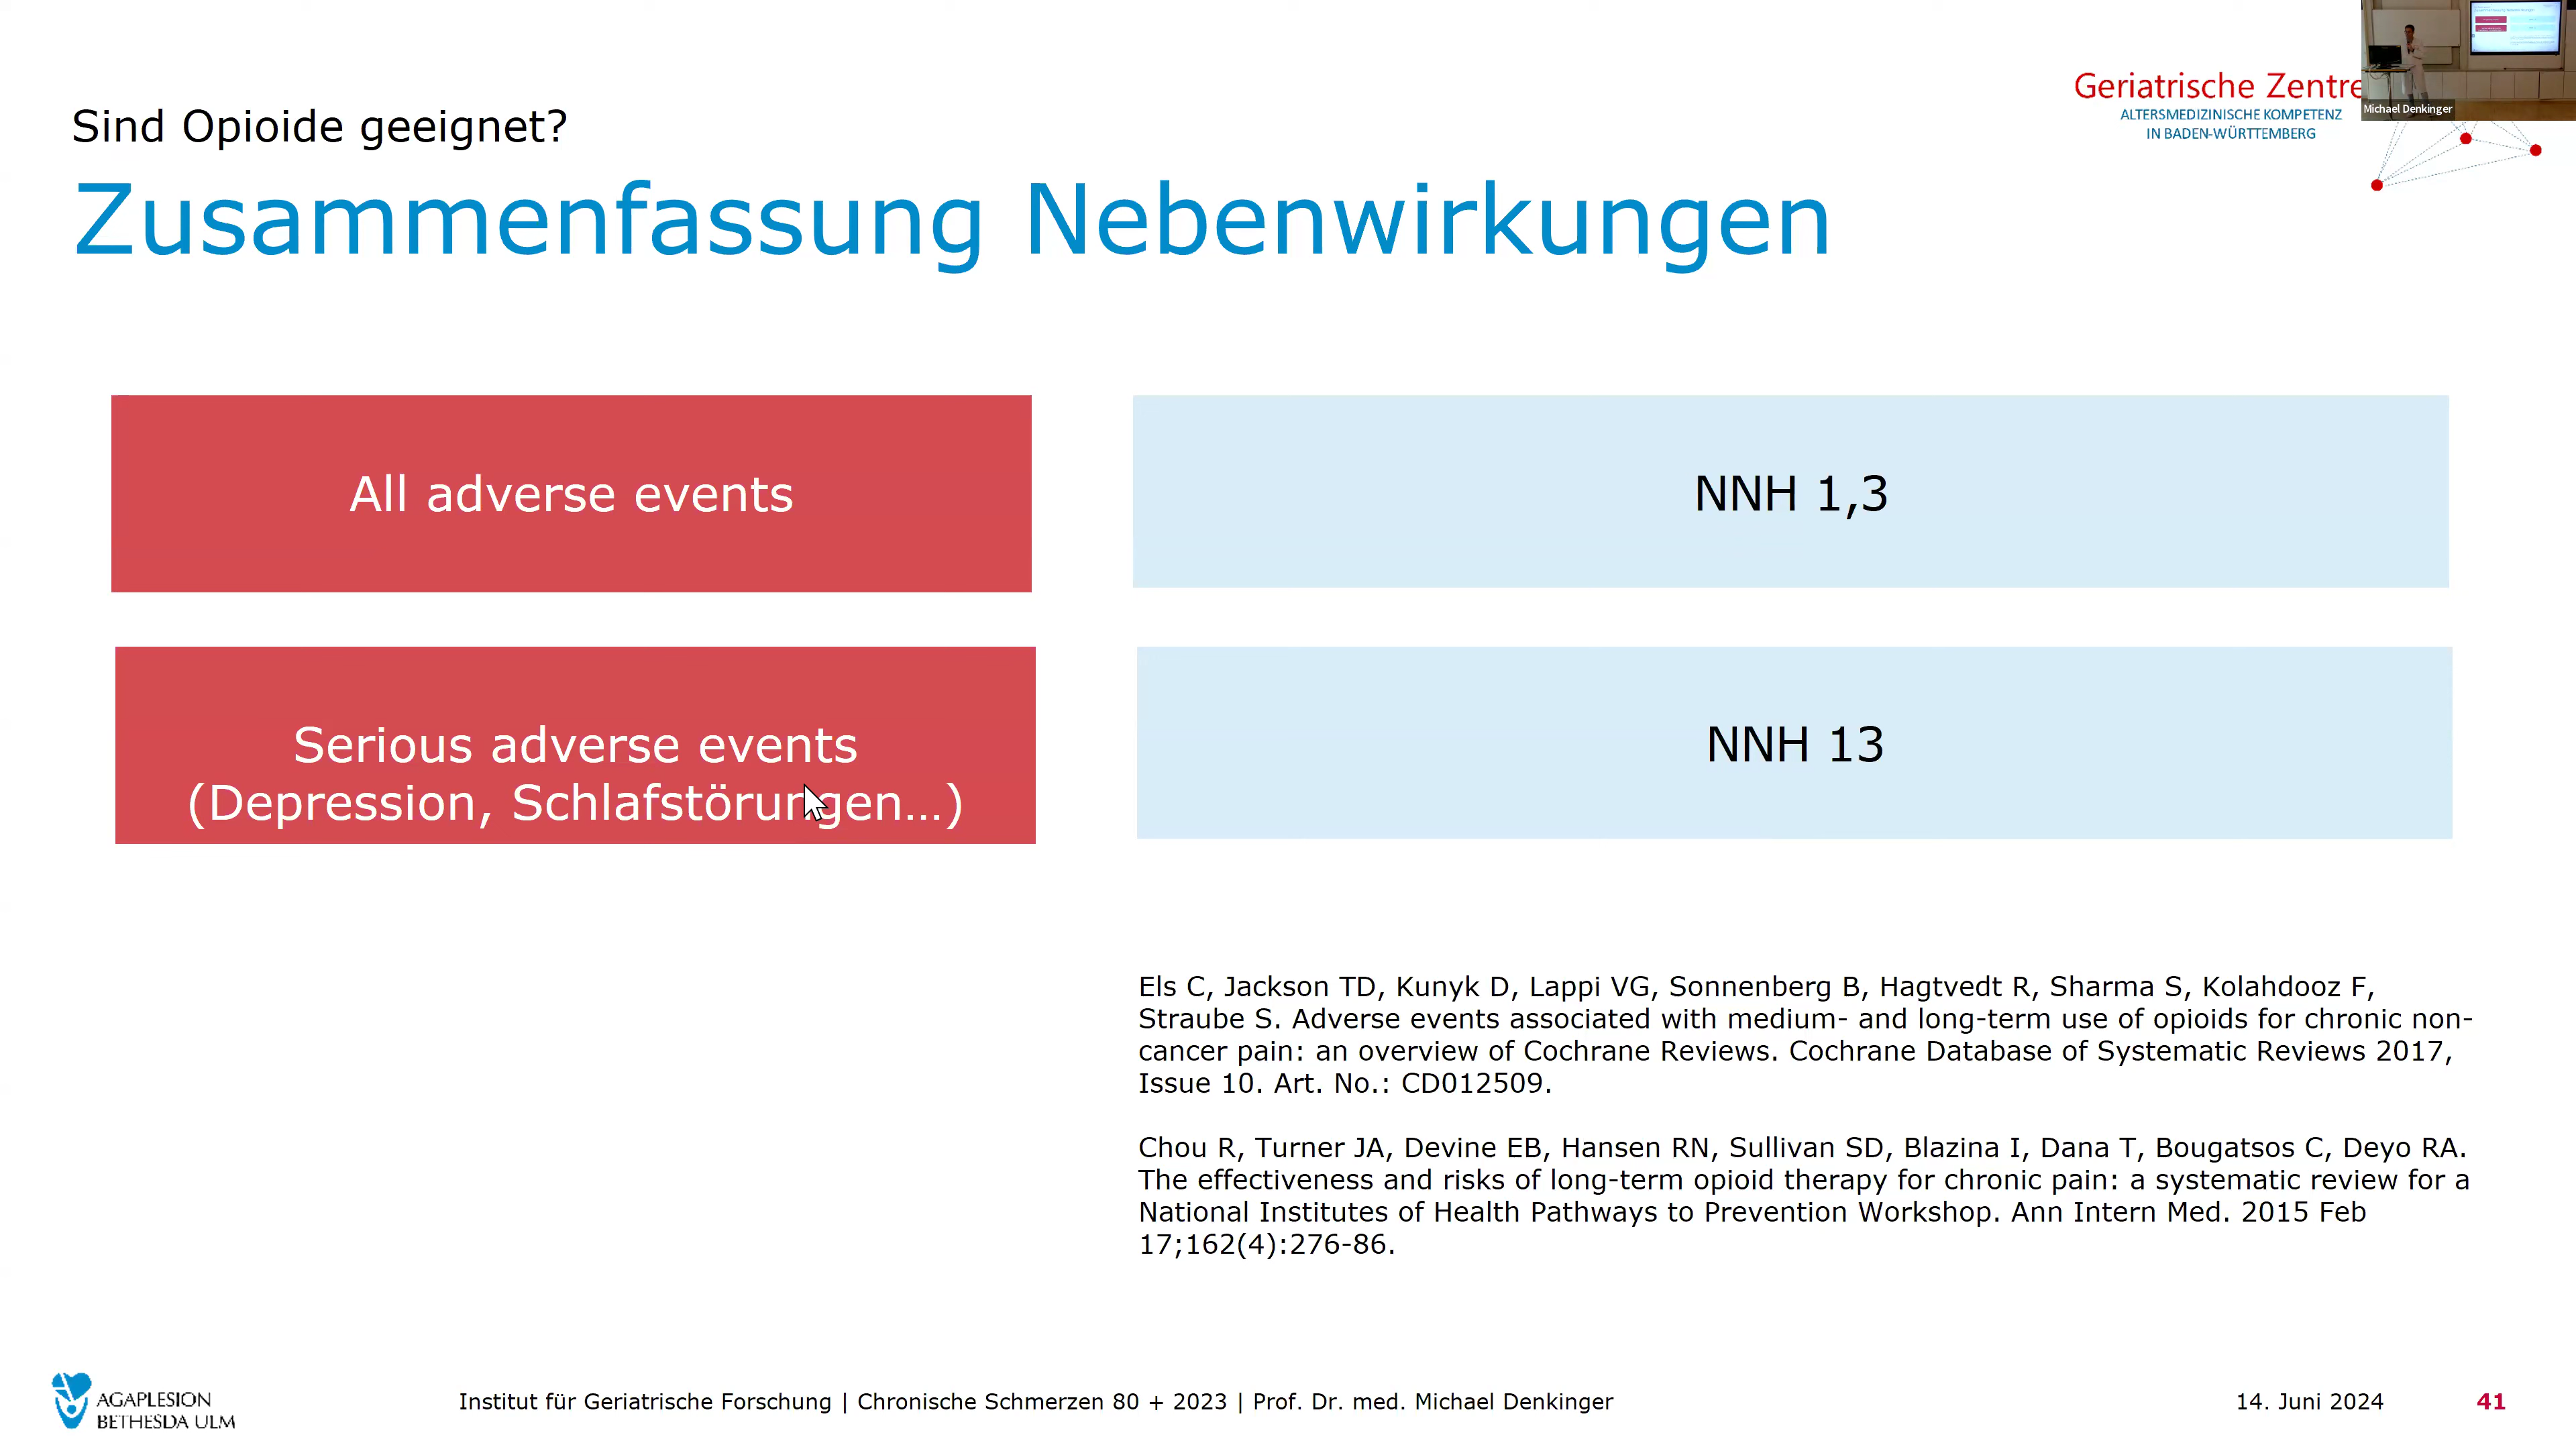 Sind Opioide geeignet?
Zusammenfassung Nebenwirkungen
Geriatrische Zentre
ALTERSMEDIZINISCHE KOMPETENZ
IN BADEN-WÜRTTEMBERG
Michael Denkinger
All adverse events
NNH 1,3
Serious adverse events
(Depression, Schlafstörungen...)
NNH 13
Els C, Jackson TD, Kunyk D, Lappi VG, Sonnenberg B, Hagtvedt R, Sharma S, Kolahdooz F,
Straube S. Adverse events associated with medium- and long-term use of opioids for chronic non-
cancer pain: an overview of Cochrane Reviews. Cochrane Database of Systematic Reviews 2017,
Issue 10. Art. No.: CD012509.
Chou R, Turner JA, Devine EB, Hansen RN, Sullivan SD, Blazina I, Dana T, Bougatsos C, Deyo RA.
The effectiveness and risks of long-term opioid therapy for chronic pain: a systematic review for a
National Institutes of Health Pathways to Prevention Workshop. Ann Intern Med. 2015 Feb
17;162(4):276-86.
AGAPLESION
BETHESDA ULM
Institut für Geriatrische Forschung | Chronische Schmerzen 80 + 2023 | Prof. Dr. med. Michael Denkinger
14. Juni 2024
41